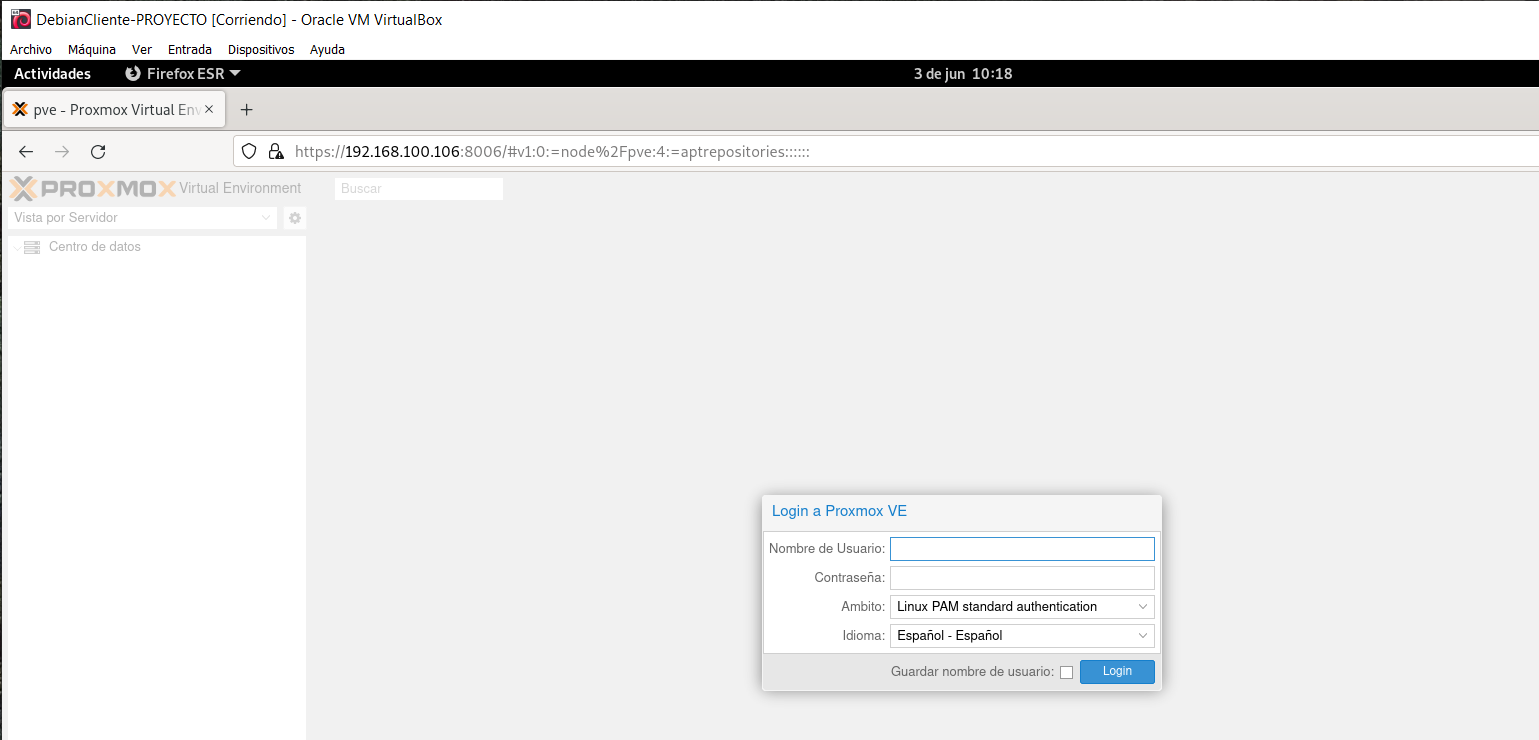 DebianCliente-PROYECTO [Corriendo] - Oracle VM VirtualBox
Archivo Máquina Ver Entrada Dispositivos Ayuda
Actividades Firefox ESR 3 de jun 10:18
pve - Proxmox Virtual Env
https://192.168.100.106:8006/#v1:0:=node%2Fpve:4:=aptrepositories::::::
PROXMOX Virtual Environment Buscar
Vista por Servidor
Centro de datos
Login a Proxmox VE
Nombre de Usuario:
Contraseña:
Ambito: Linux PAM standard authentication
Idioma: Español - Español
Guardar nombre de usuario: Login